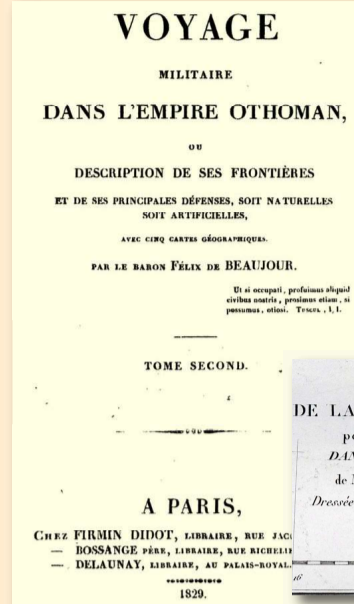 VOYAGE
MILITAIRE
DANS L'EMPIRE OTHOMAN,
OU
DESCRIPTION DE SES FRONTIÈRES
ET DE SES PRINCIPALES DÉFENSES, SOIT NATURELLES
SOIT ARTIFICIELLES,
AVEC CINQ CARTES GÉOGRAPHIQUES.
PAR LE BARON FÉLIX DE BEAUJOUR.
Ut si occupati, profuimus aliquid
civibus nostris, prosimus etiam, si
possumus, otiosi. Tuscul, I, 1.
TOME SECOND.
A PARIS,
CHEZ FIRMIN DIDOT, LIBRAIRE, RUE
— BOSSANGE PÈRE, LIBRAIRE, RUE
— DELAUNAY, LIBRAIRE, AU PALAIS-ROYAL.
1829.
DE LA
de
Dressée
16